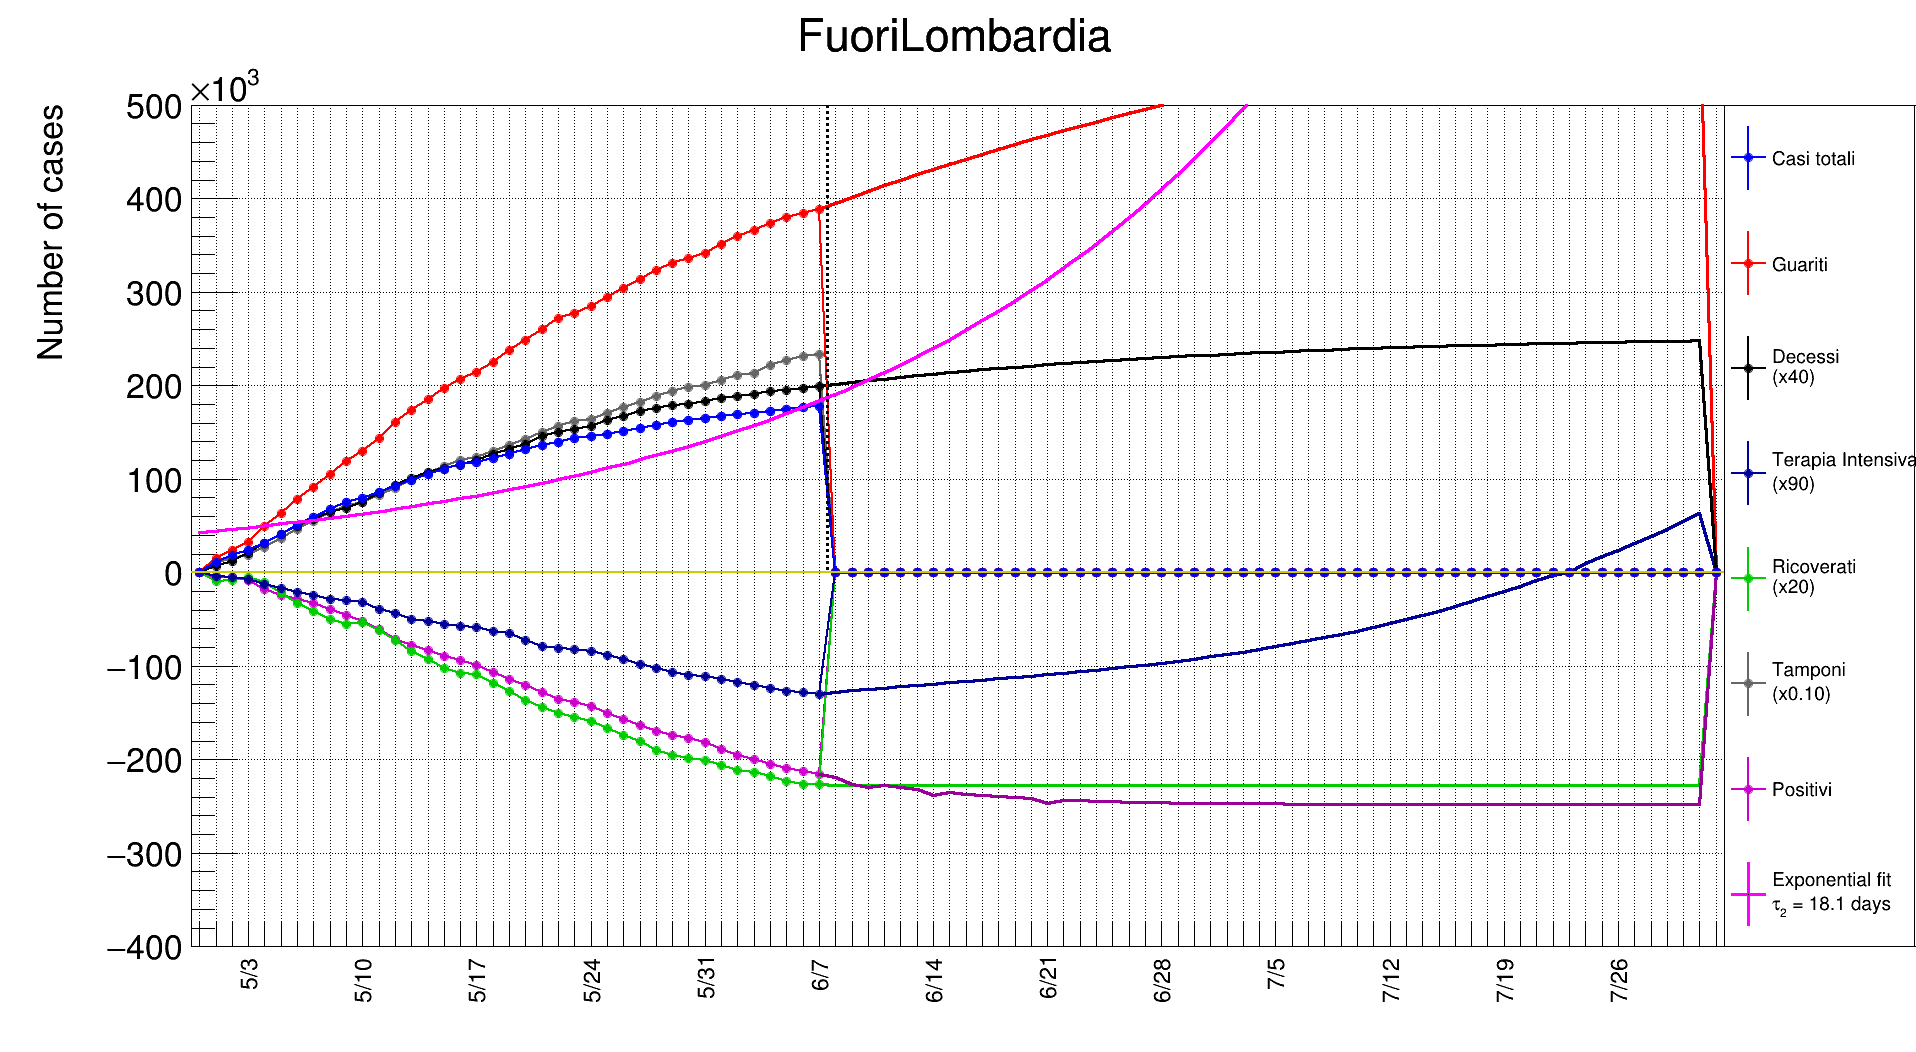 FuoriLombardia
×10³
Number of cases
500
400
300
200
100
0
−100
−200
−300
−400
5/3
5/10
5/17
5/24
5/31
6/7
6/14
6/21
6/28
7/5
7/12
7/19
7/26
Casi totali
Guariti
Decessi
(x40)
Terapia Intensiva
(x90)
Ricoverati
(x20)
Tamponi
(x0.10)
Positivi
Exponential fit
τ₂ = 18.1 days